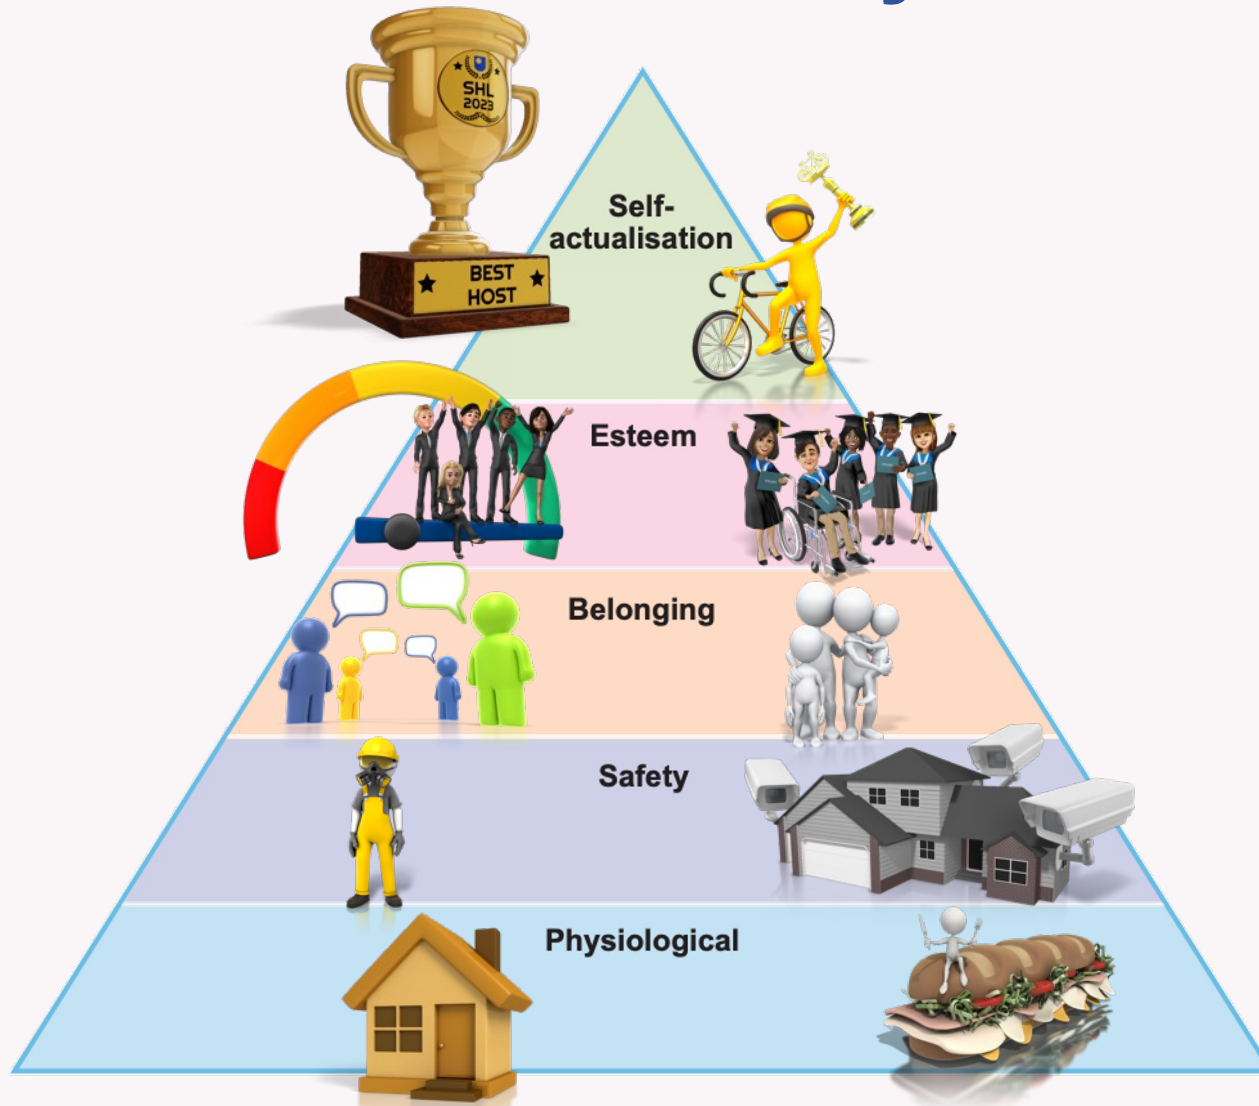 SHL
2023
BEST
HOST
Self-
actualisation
Esteem
Belonging
Safety
Physiological